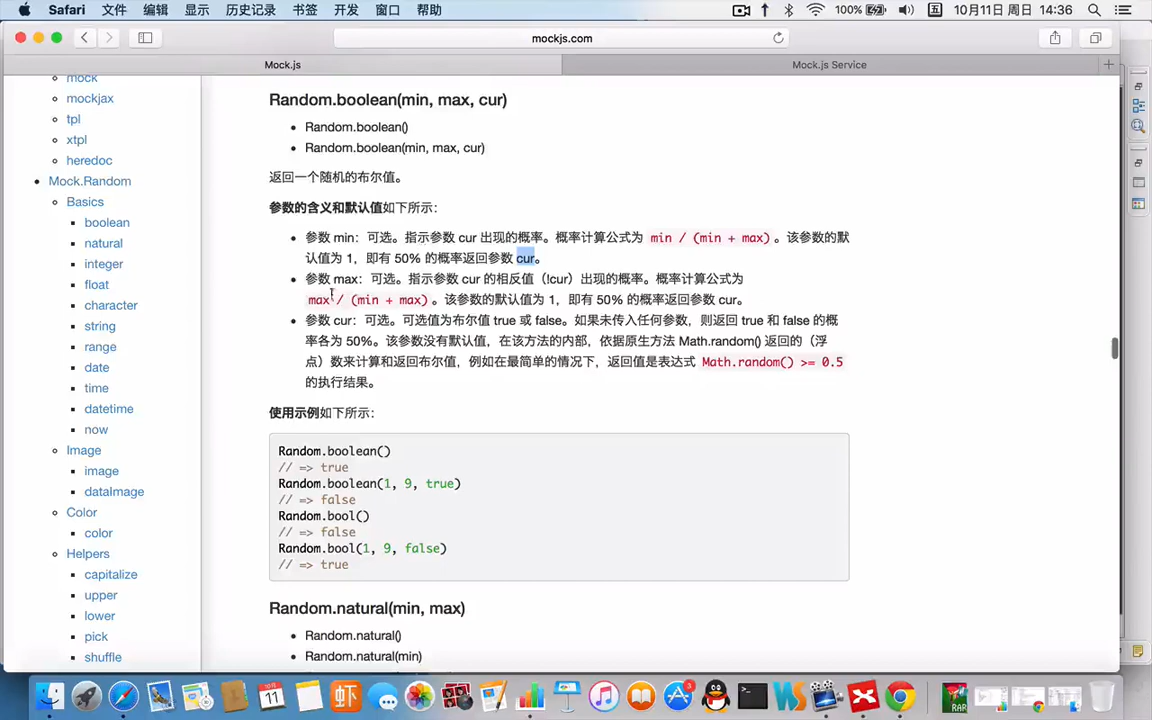 Safari 文件 编辑 显示 历史记录 书签 开发 窗口 帮助 100% 五 10月11日 周日 14:36
mockjs.com
Mock.js Mock.js Service
mock
mockjax
tpl
xtpl
heredoc
Mock.Random
Basics
boolean
natural
integer
float
character
string
range
date
time
datetime
now
Image
image
dataImage
Color
color
Helpers
capitalize
upper
lower
pick
shuffle
Random.boolean(min, max, cur)
Random.boolean()
Random.boolean(min, max, cur)
返回一个随机的布尔值。
参数的含义和默认值如下所示：
参数 min：可选。指示参数 cur 出现的概率。概率计算公式为 min / (min + max) 。该参数的默
认值为 1，即有 50% 的概率返回参数 cur。
参数 max：可选。指示参数 cur 的相反值（!cur）出现的概率。概率计算公式为
max / (min + max) 。该参数的默认值为 1，即有 50% 的概率返回参数 cur。
参数 cur：可选。可选值为布尔值 true 或 false。如果未传入任何参数，则返回 true 和 false 的概
率各为 50%。该参数没有默认值，在该方法的内部，依据原生方法 Math.random() 返回的（浮
点）数来计算和返回布尔值，例如在最简单的情况下，返回值是表达式 Math.random() >= 0.5
的执行结果。
使用示例如下所示：
Random.boolean()
// => true
Random.boolean(1, 9, true)
// => false
Random.bool()
// => false
Random.bool(1, 9, false)
// => true
Random.natural(min, max)
Random.natural()
Random.natural(min)